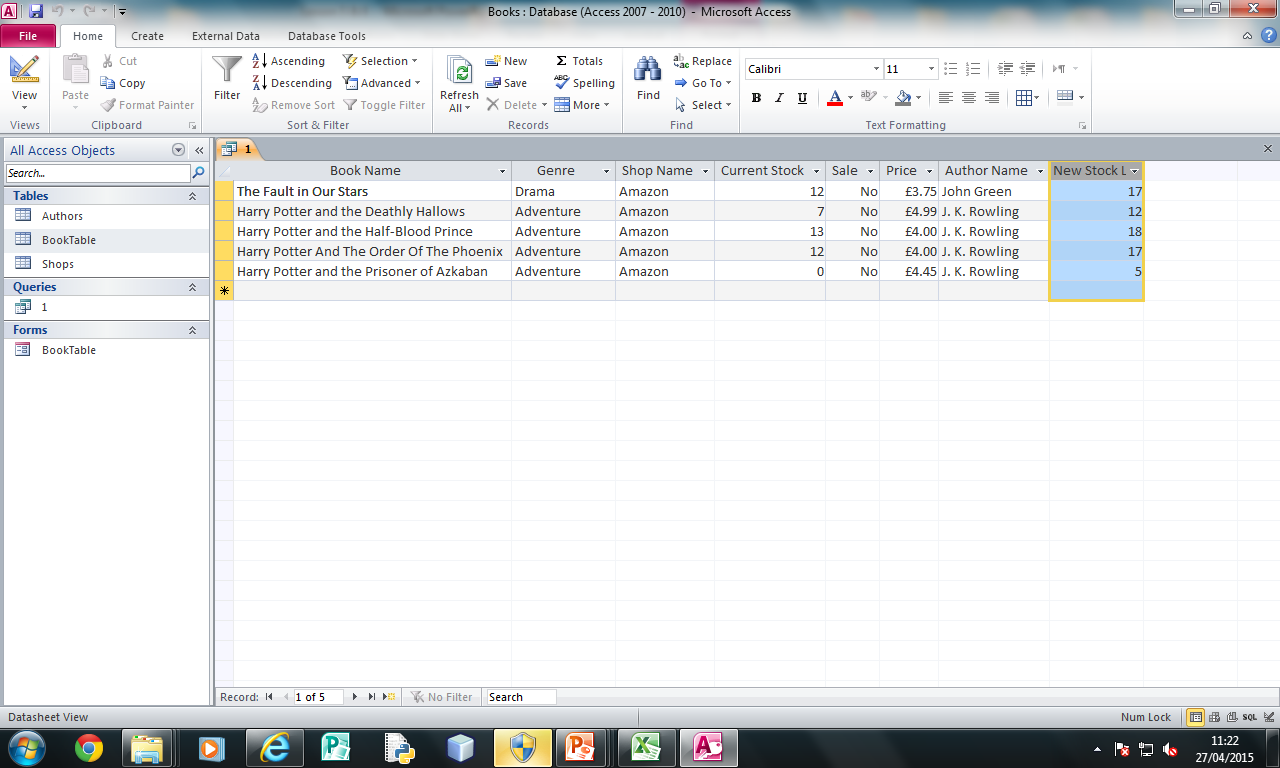 Books : Database (Access 2007 - 2010) - Microsoft Access
File Home Create External Data Database Tools
View Paste Cut Copy Format Painter
Filter Ascending Descending Remove Sort Selection Advanced Toggle Filter
Refresh All New Save Delete Totals Spelling More
Find Replace Go To Select
Calibri 11
B I U A ab
Views Clipboard Sort & Filter Records Find Text Formatting
All Access Objects
Search...
Tables
Authors
BookTable
Shops
Queries
1
Forms
BookTable
1
Book Name Genre Shop Name Current Stock Sale Price Author Name New Stock L
The Fault in Our Stars Drama Amazon 12 No £3.75 John Green 17
Harry Potter and the Deathly Hallows Adventure Amazon 7 No £4.99 J. K. Rowling 12
Harry Potter and the Half-Blood Prince Adventure Amazon 13 No £4.00 J. K. Rowling 18
Harry Potter And The Order Of The Phoenix Adventure Amazon 12 No £4.00 J. K. Rowling 17
Harry Potter and the Prisoner of Azkaban Adventure Amazon 0 No £4.45 J. K. Rowling 5
Record: 1 of 5 No Filter Search
Datasheet View Num Lock SQL
11:22
27/04/2015